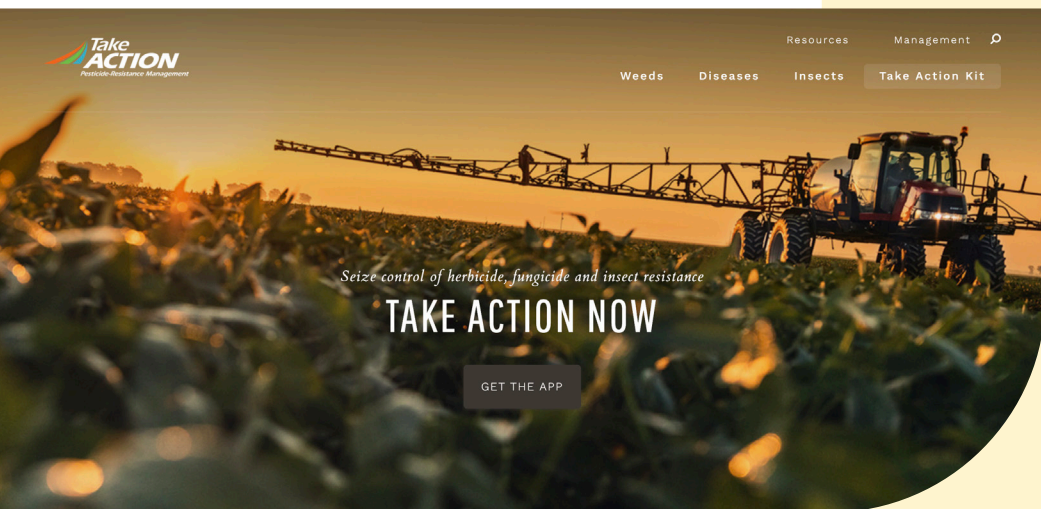 Take
ACTION
Pesticide-Resistance Management
Resources Management
Weeds Diseases Insects Take Action Kit
Seize control of herbicide, fungicide and insect resistance
TAKE ACTION NOW
GET THE APP